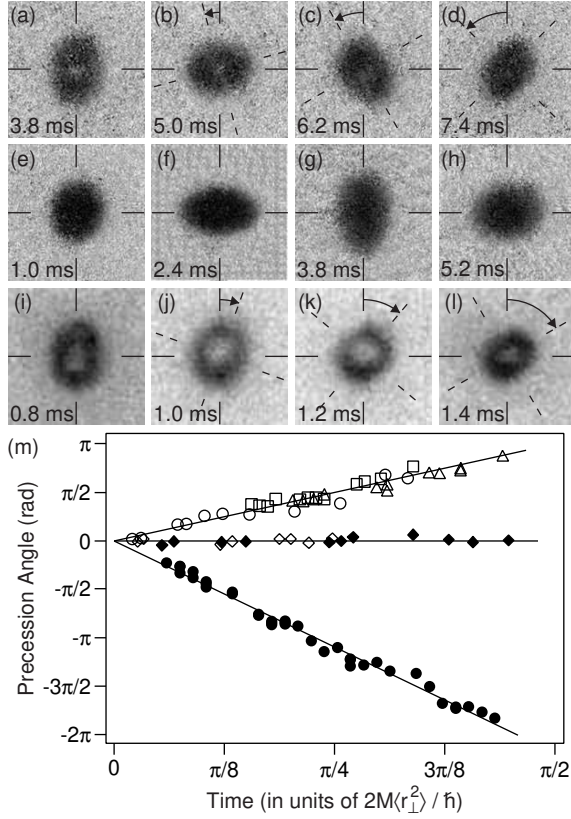 (a) (b) (c) (d)
3.8 ms 5.0 ms 6.2 ms 7.4 ms
(e) (f) (g) (h)
1.0 ms 2.4 ms 3.8 ms 5.2 ms
(i) (j) (k) (l)
0.8 ms 1.0 ms 1.2 ms 1.4 ms
(m)
Precession Angle (rad)
π
π/2
0
-π/2
-π
-3π/2
-2π
0 π/8 π/4 3π/8 π/2
Time (in units of 2M⟨r⊥²⟩ / ħ)